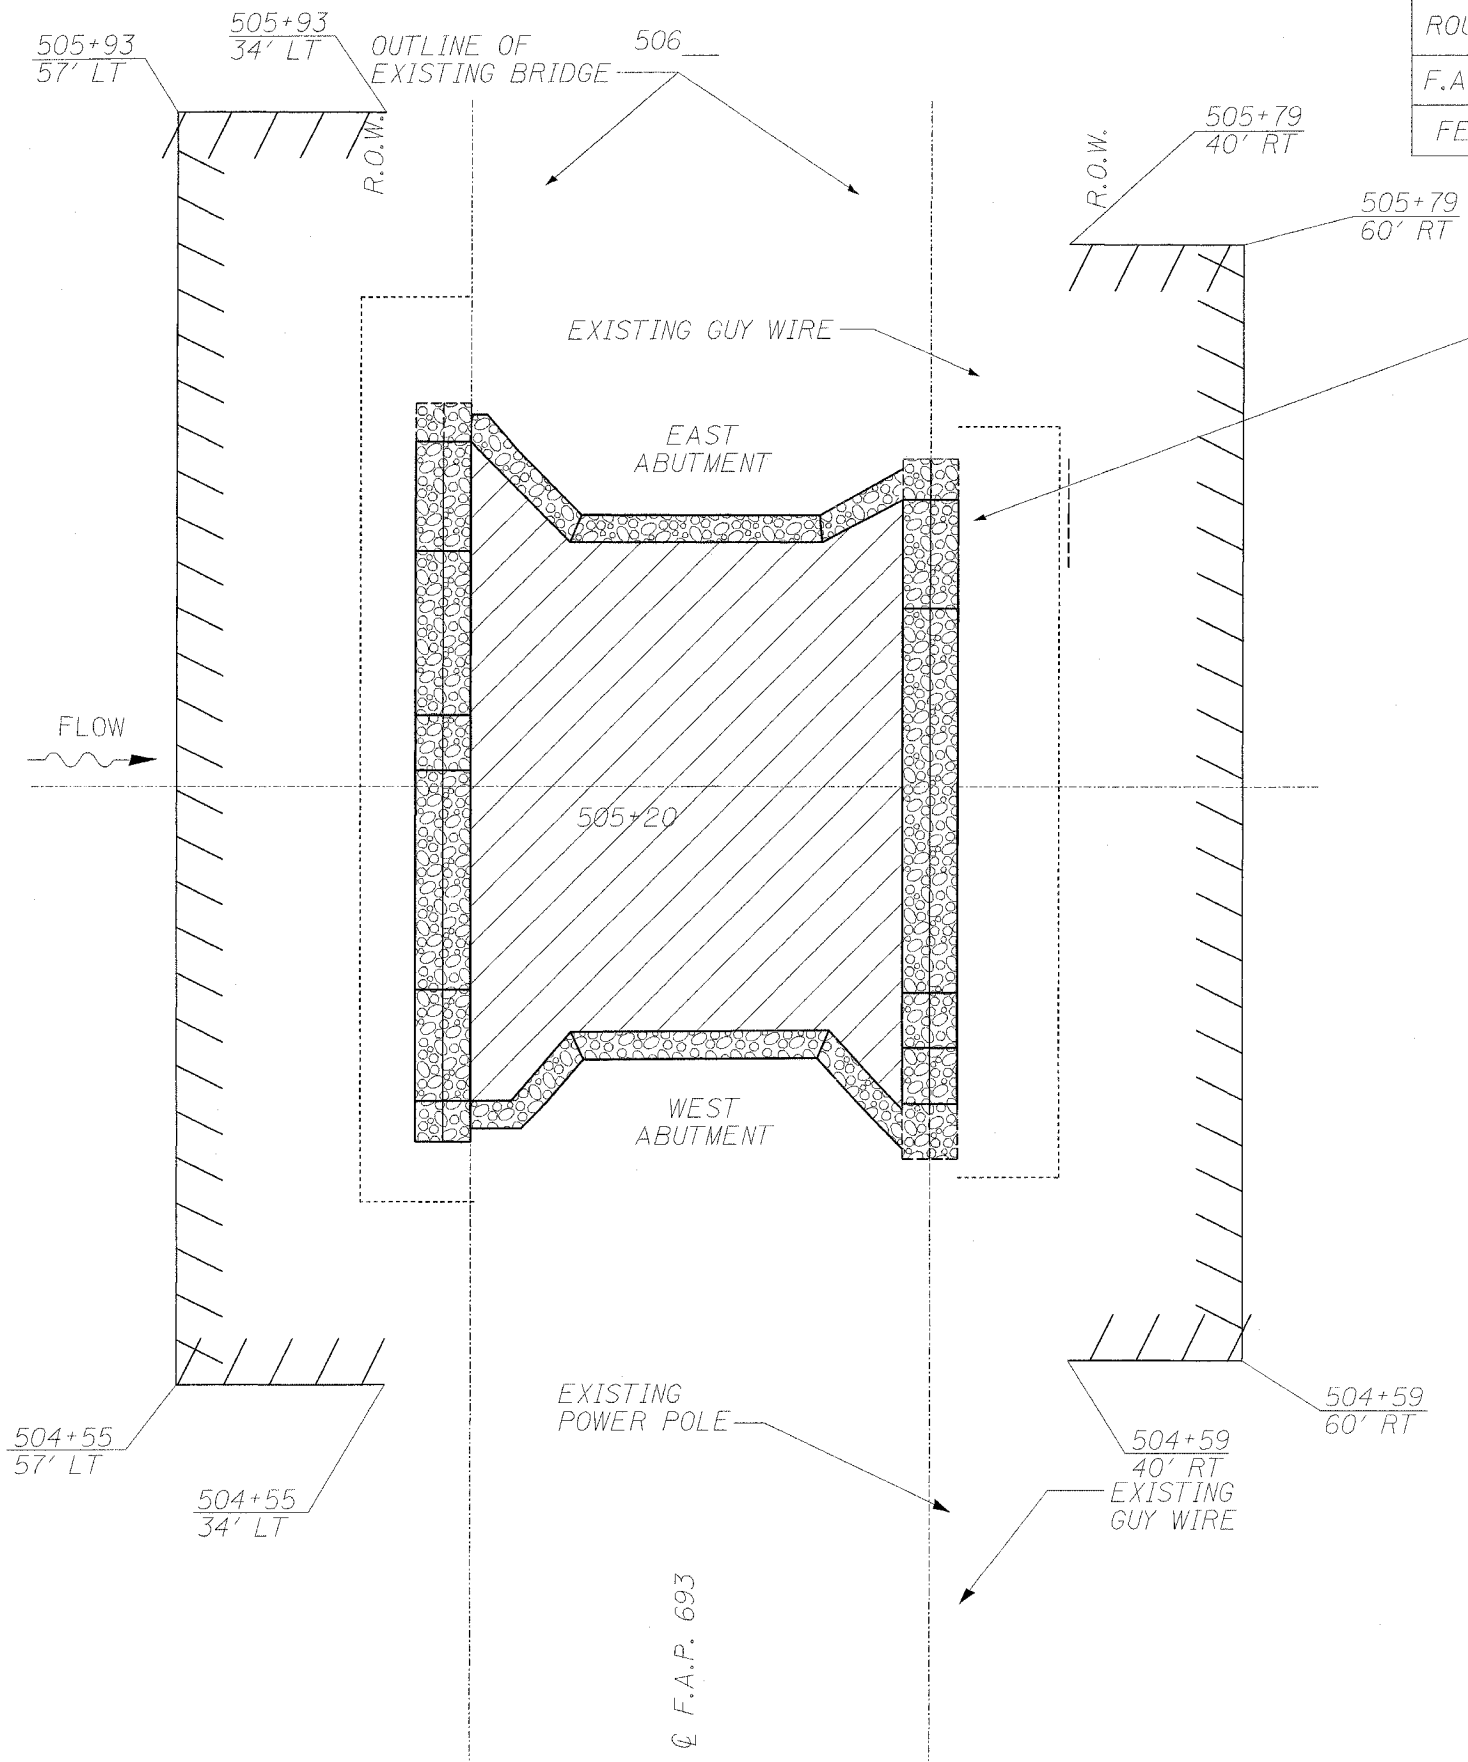 505+93
57' LT
505+93
34' LT
OUTLINE OF
EXISTING BRIDGE
506
ROU
F.A
FE
R.O.W.
R.O.W.
505+79
40' RT
505+79
60' RT
EXISTING GUY WIRE
EAST
ABUTMENT
FLOW
505+20
WEST
ABUTMENT
504+55
57' LT
504+55
34' LT
EXISTING
POWER POLE
504+59
60' RT
504+59
40' RT
EXISTING
GUY WIRE
℄ F.A.P. 693